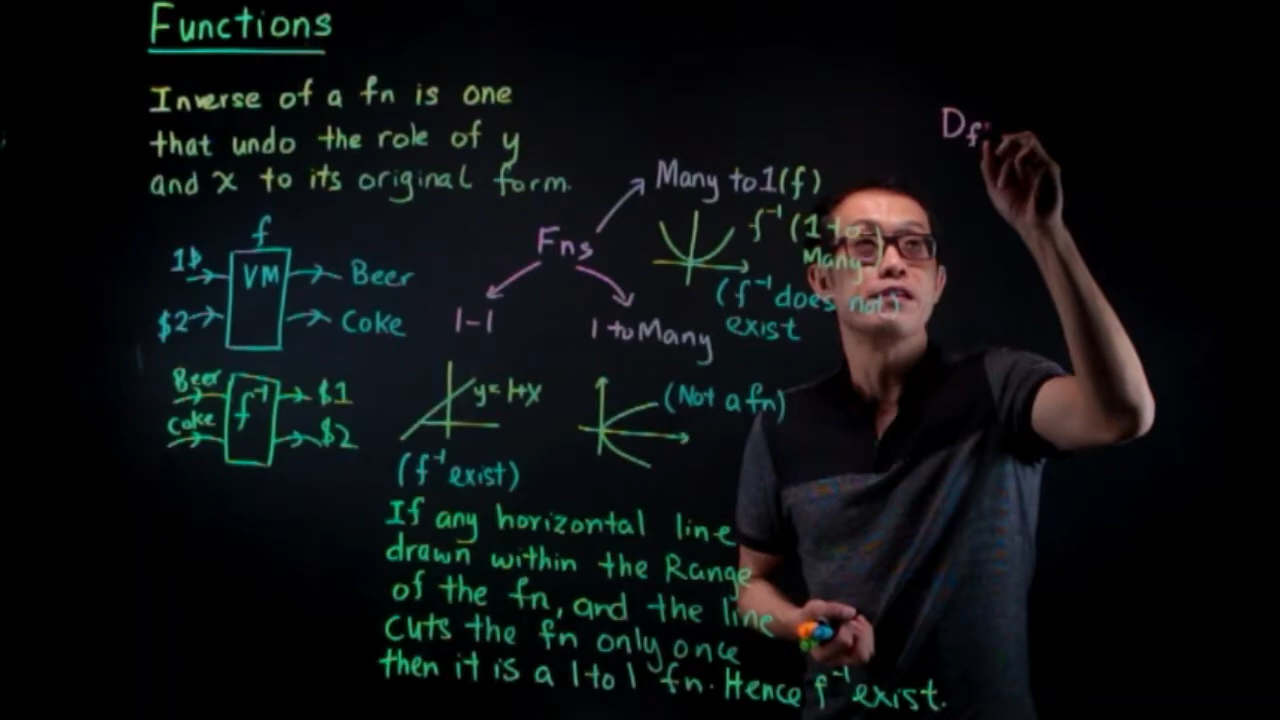 Functions
Inverse of a fn is one
that undo the role of y
and x to its original form.
f
VM
$2
Beer
Coke
Beer
Coke
f⁻¹
$1
$2
Fns
Many to 1 (f)
f⁻¹ (1 to
Many)
(f⁻¹ does not
exist
1-1
1 to Many
y=1+x
(f⁻¹ exist)
(Not a fn)
If any horizontal line
drawn within the Range
of the fn, and the line
cuts the fn only once
then it is a 1 to 1 fn. Hence f⁻¹ exist.
Df